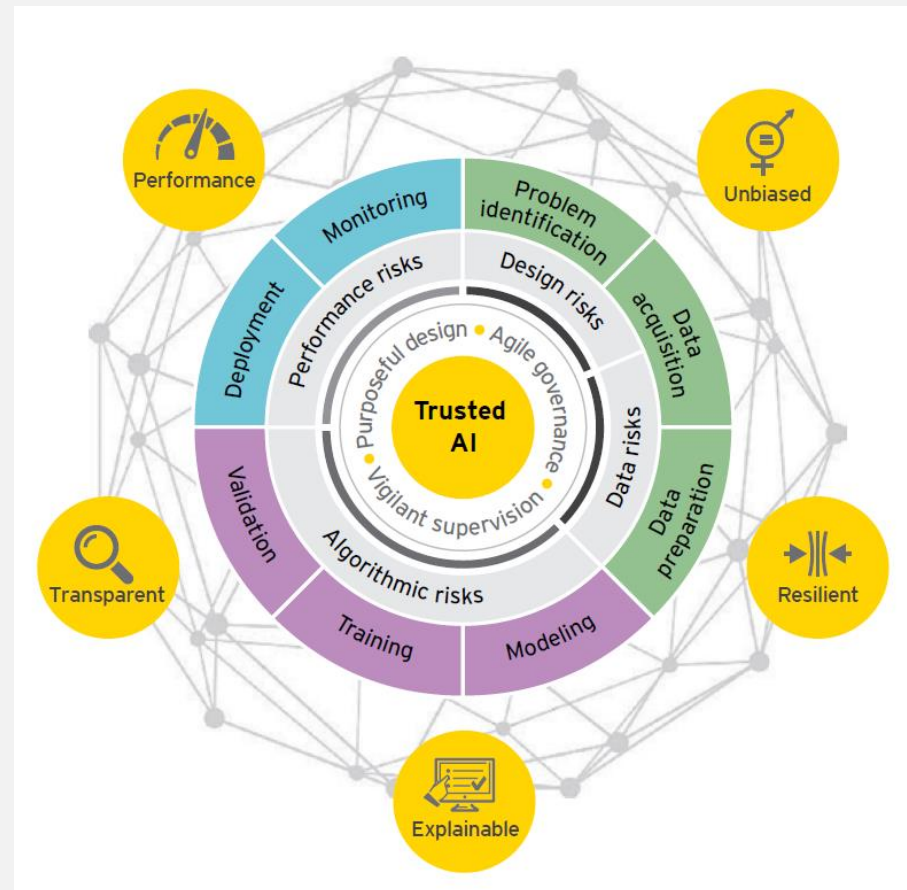 Performance
Unbiased
Monitoring
Problem
identification
Deployment
Performance risks
Design risks
Data
acquisition
Purposeful design • Agile governance •
Trusted
AI
Vigilant supervision •
Data risks
Validation
Algorithmic risks
Data
preparation
Transparent
Resilient
Training
Modeling
Explainable